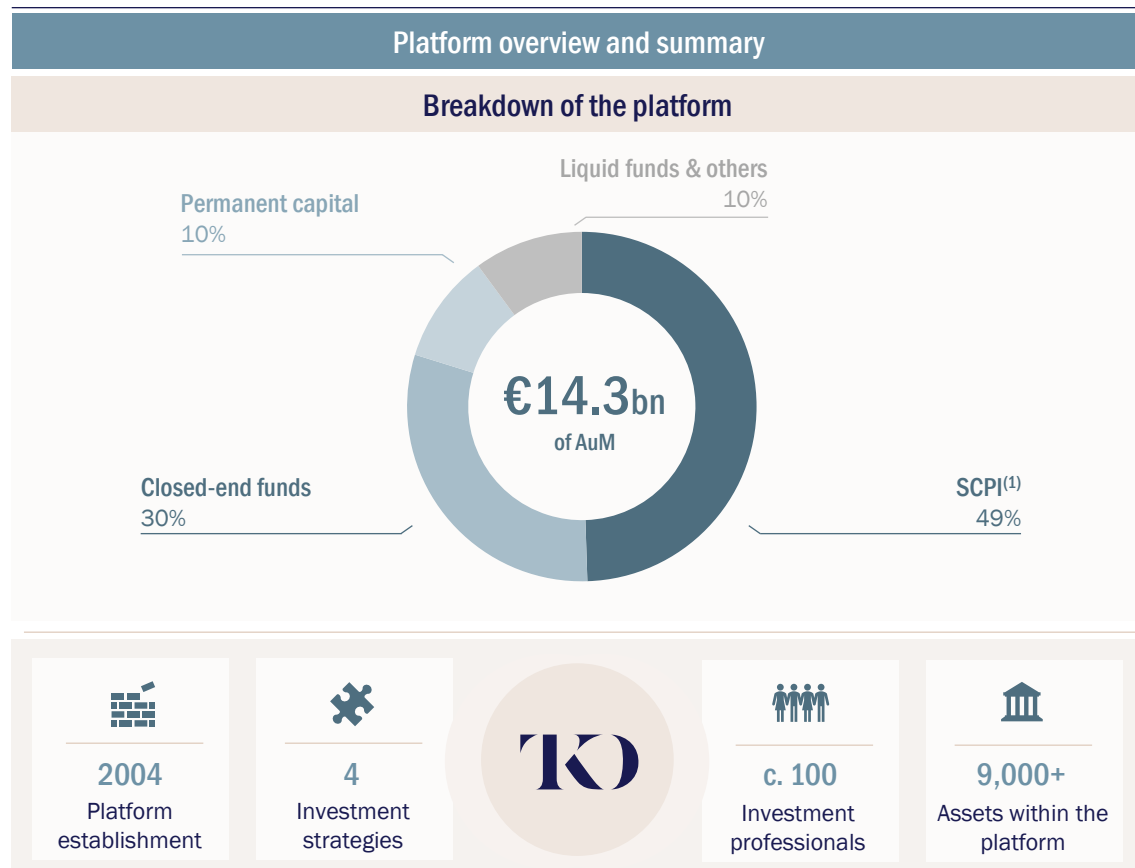 Platform overview and summary
Breakdown of the platform
Liquid funds & others
10%
Permanent capital
10%
€14.3bn
of AuM
Closed-end funds
30%
SCPI(1)
49%
2004
Platform
establishment
4
Investment
strategies
TKO
c. 100
Investment
professionals
9,000+
Assets within the
platform